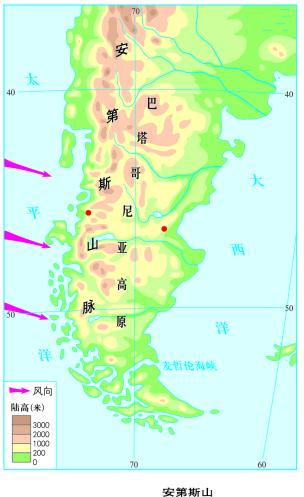 70
40
40
太
平
洋
安
第
斯
山
脉
巴
塔
哥
尼
亚
高
原
大
西
洋
50
50
麦哲伦海峡
风向
陆高(米)
3000
2000
1000
200
0
70
60
安第斯山